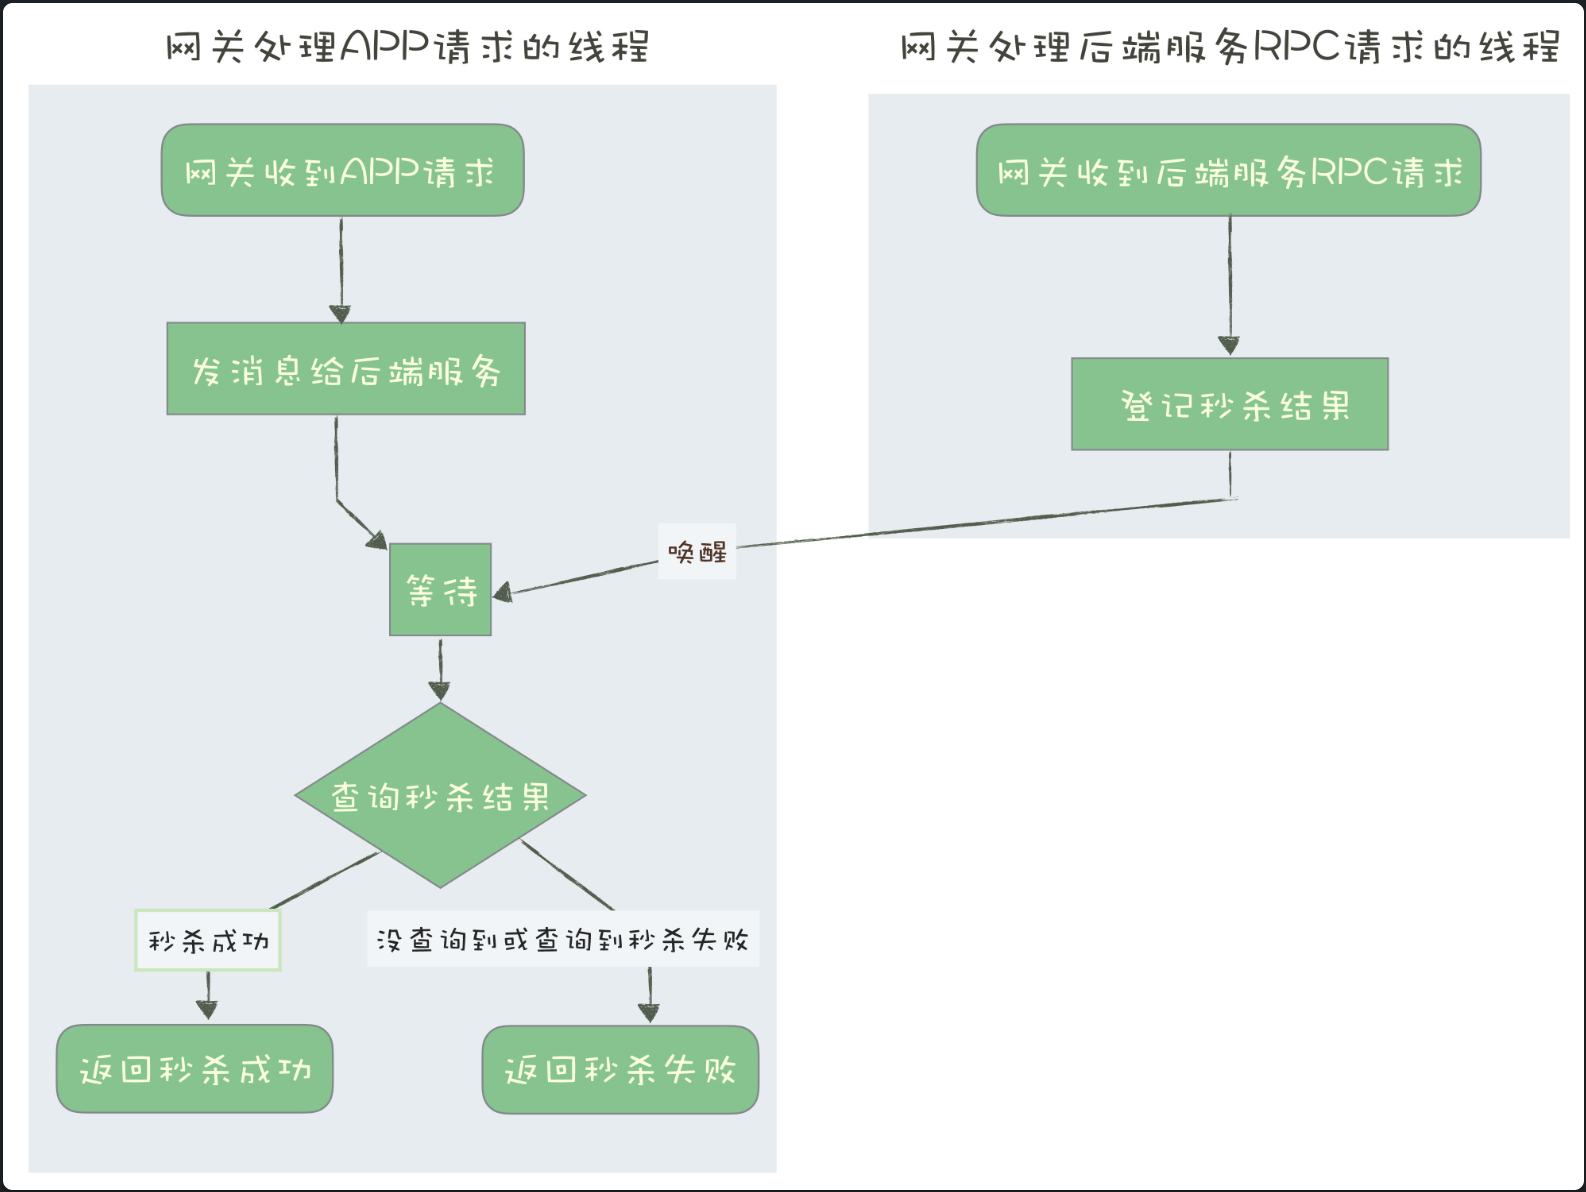 网关处理APP请求的线程
网关收到APP请求
发消息给后端服务
等待
查询秒杀结果
秒杀成功
没查询到或查询到秒杀失败
返回秒杀成功
返回秒杀失败
网关处理后端服务RPC请求的线程
网关收到后端服务RPC请求
登记秒杀结果
唤醒